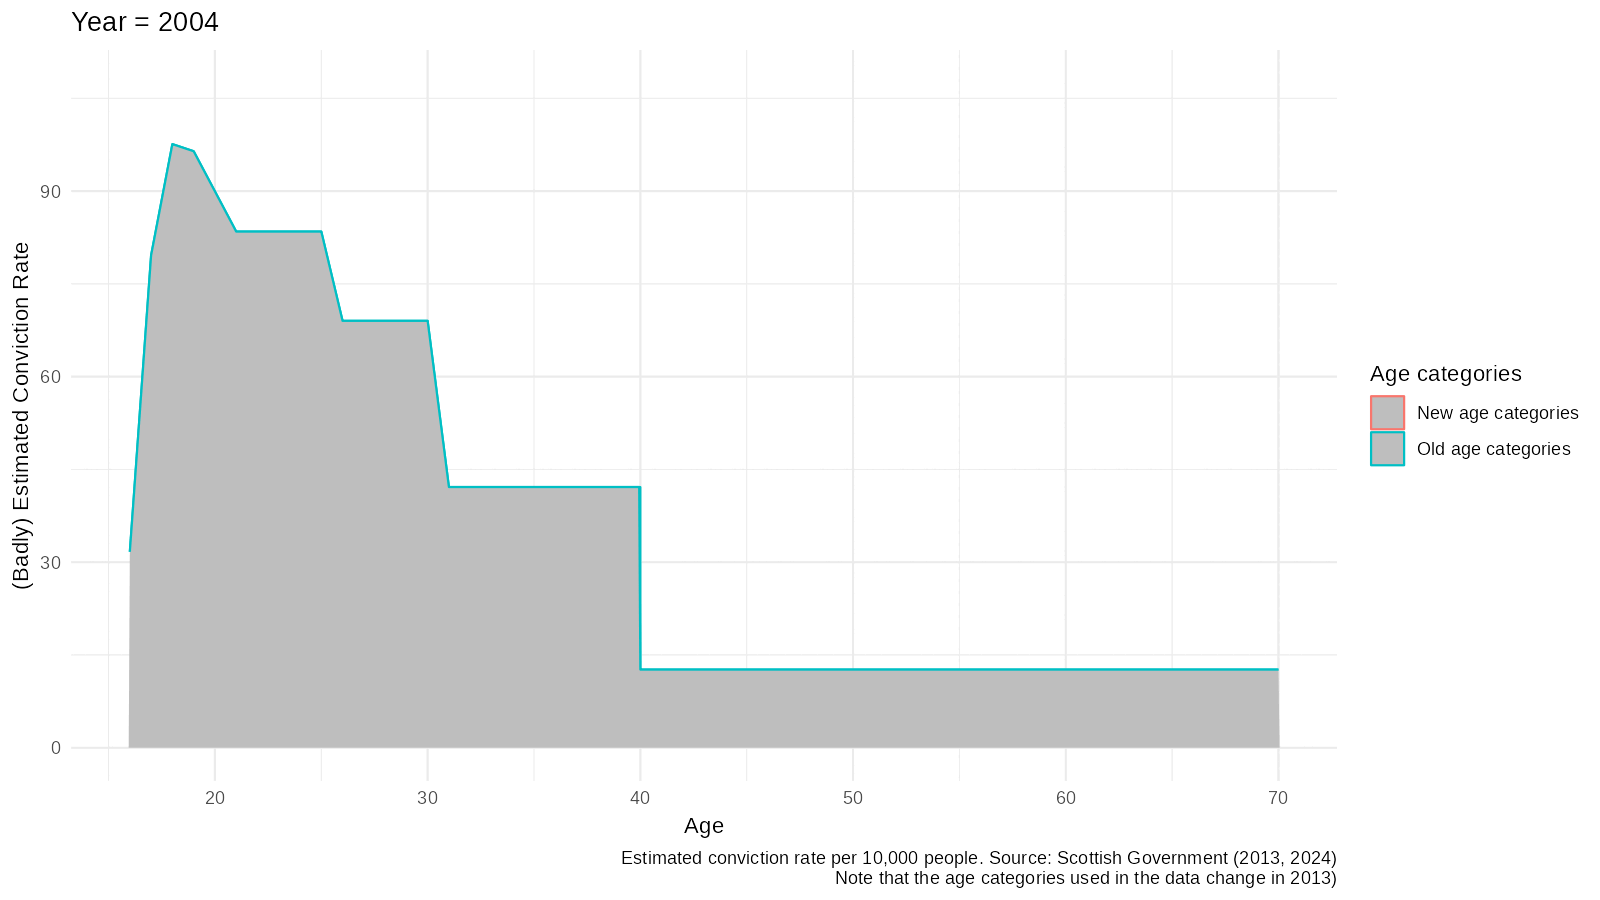 Year = 2004
(Badly) Estimated Conviction Rate
90
60
30
0
20 30 40 50 60 70
Age
Age categories
New age categories
Old age categories
Estimated conviction rate per 10,000 people. Source: Scottish Government (2013, 2024)
Note that the age categories used in the data change in 2013)